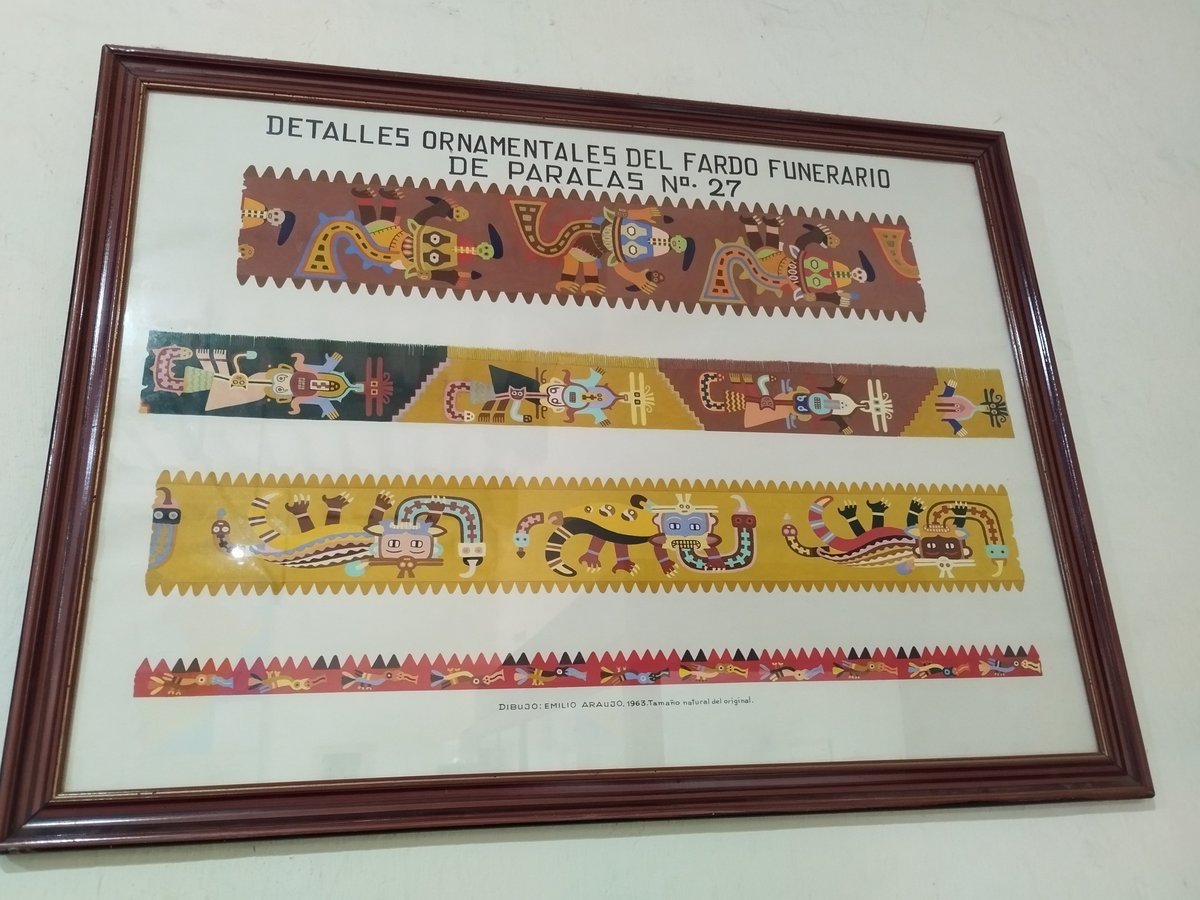 DETALLES ORNAMENTALES DEL FARDO FUNERARIO
DE PARACAS Nº. 27
DIBUJO: EMILIO ARAUJO. 1963. Tamaño natural del original.